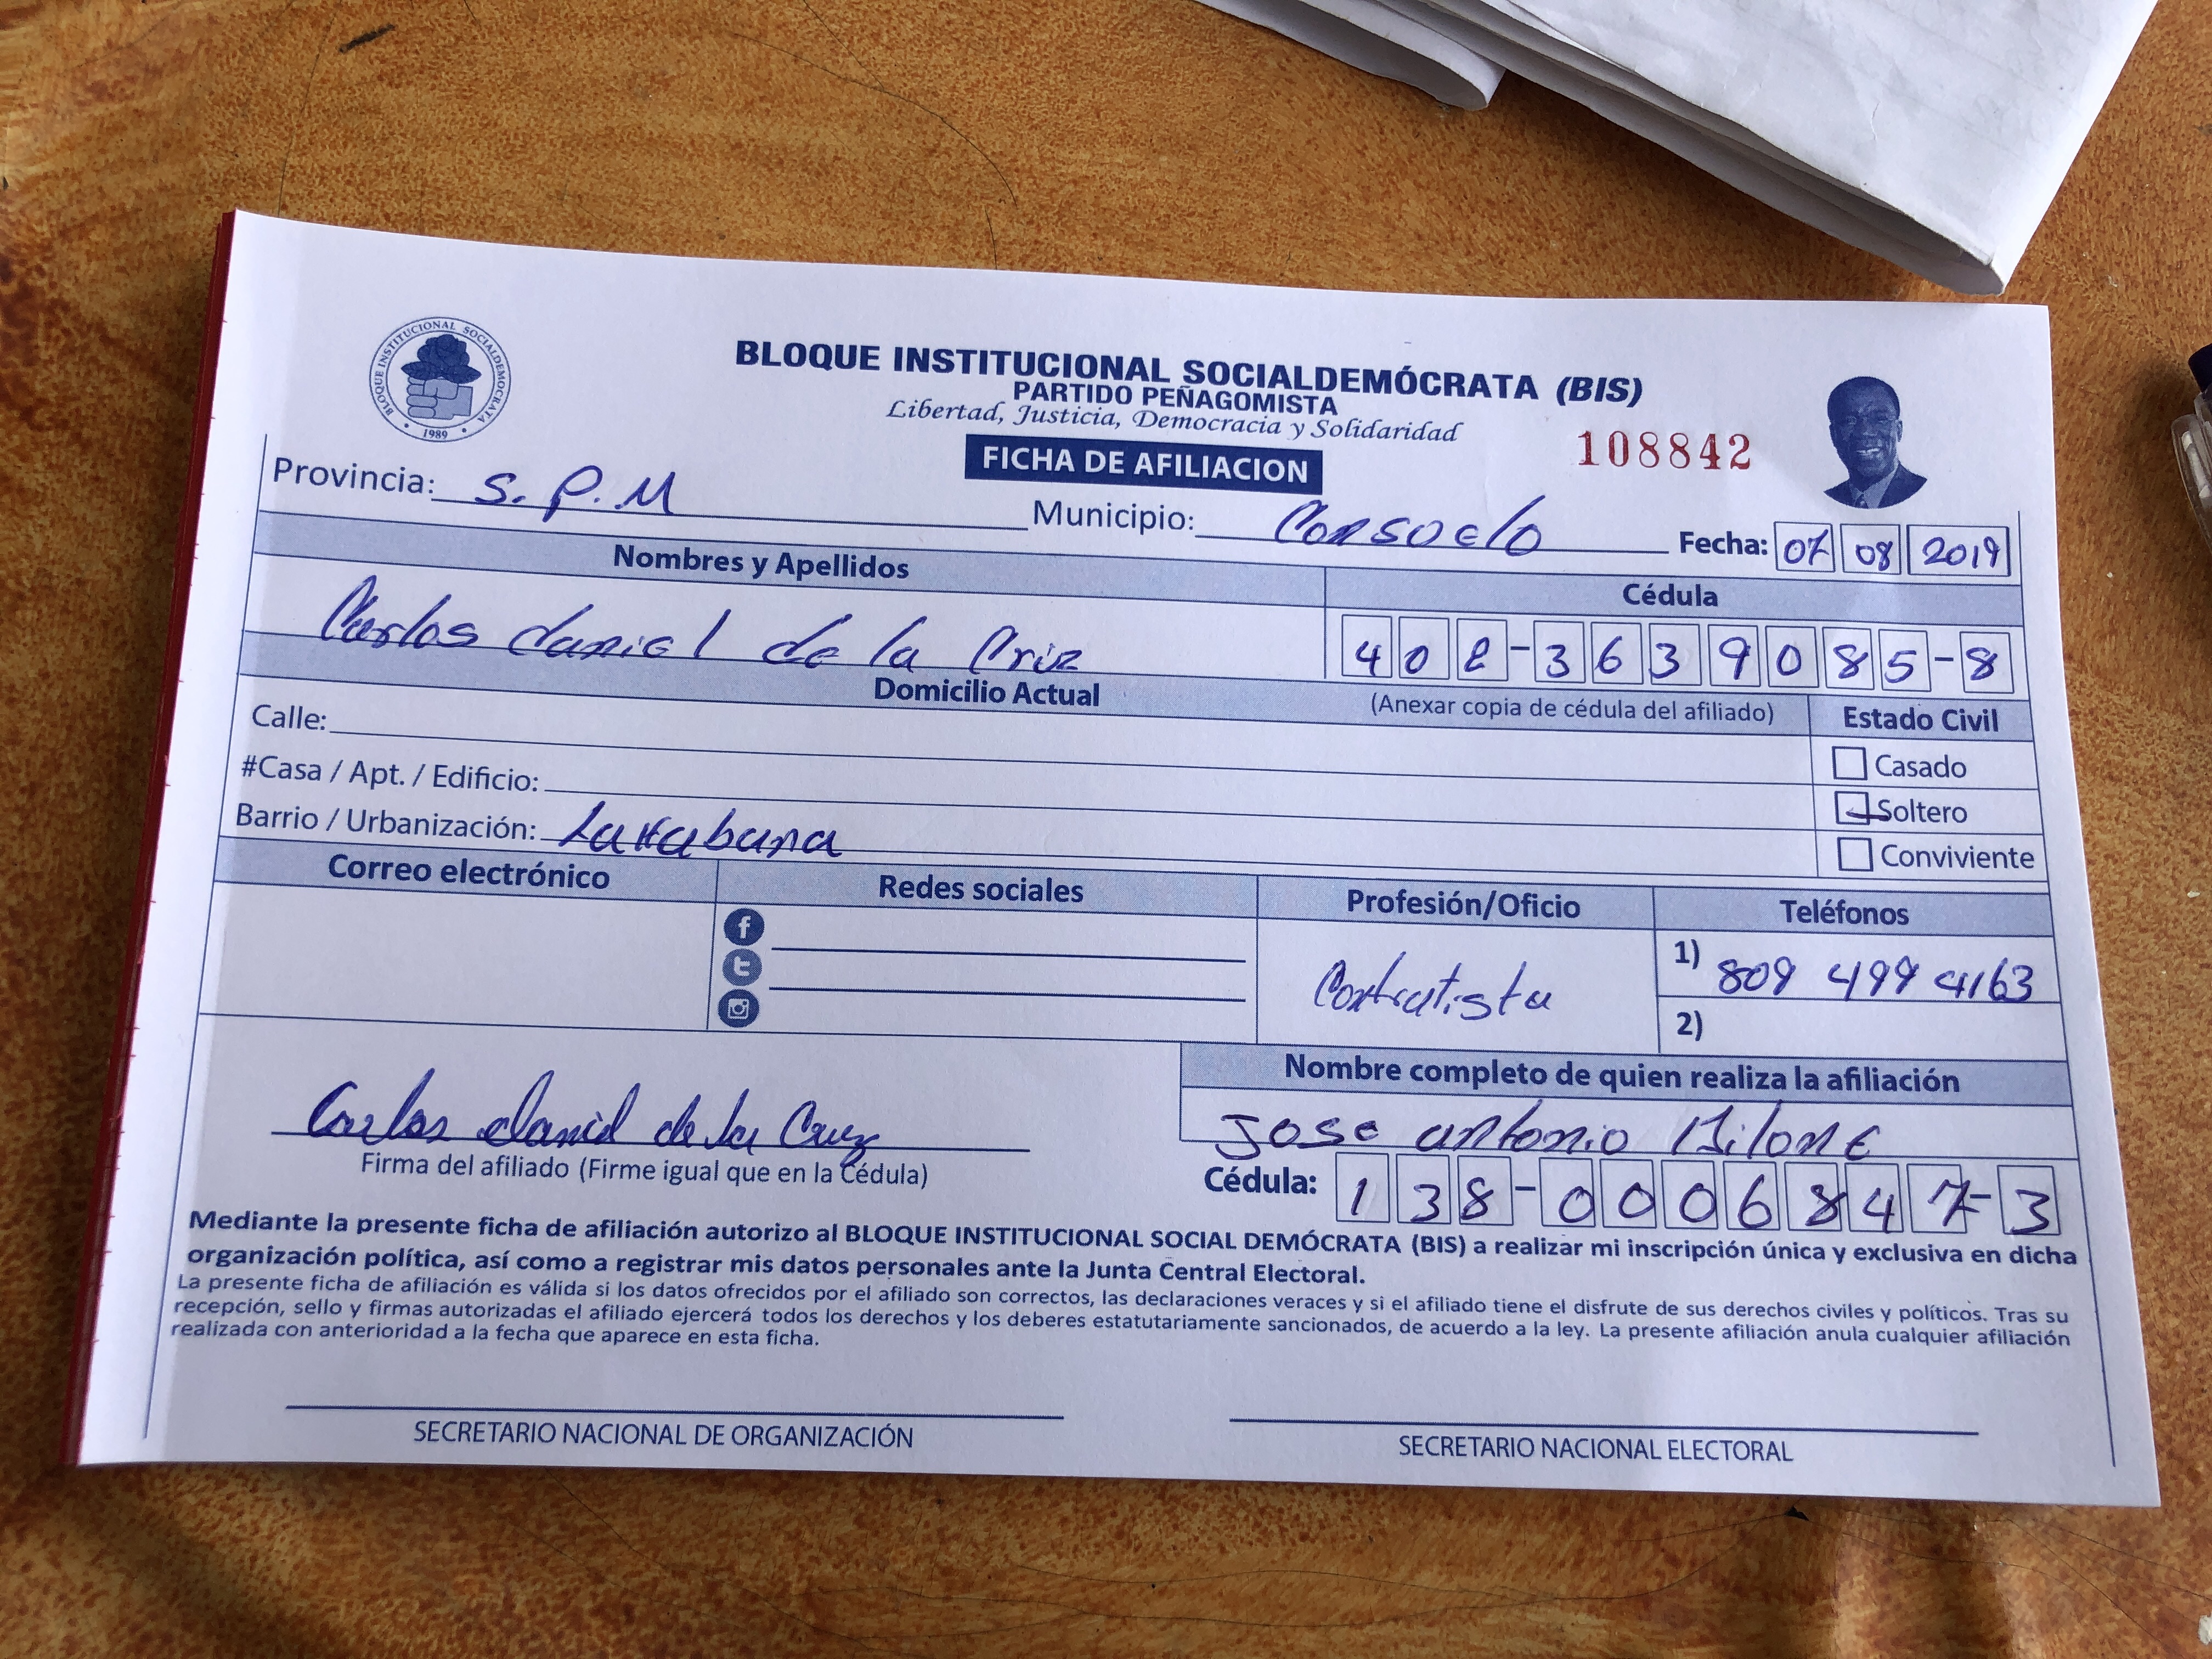 BLOQUE INSTITUCIONAL SOCIALDEMOCRATA
1989
BLOQUE INSTITUCIONAL SOCIALDEMÓCRATA (BIS)
PARTIDO PEÑAGOMISTA
Libertad, Justicia, Democracia y Solidaridad
FICHA DE AFILIACION
108842
Provincia: S. P. M Municipio: Consuelo Fecha: 07 08 2019
Nombres y Apellidos Cédula
Carlos daniel de la Cruz 402-3639085-8
Domicilio Actual (Anexar copia de cédula del afiliado) Estado Civil
Calle:
Casado
#Casa / Apt. / Edificio:
Soltero
Barrio / Urbanización: La Habana
Conviviente
Correo electrónico Redes sociales Profesión/Oficio Teléfonos
Contratista 1) 809 499 4163
2)
Nombre completo de quien realiza la afiliación
Carlos daniel de la Cruz Jose antonio
Firma del afiliado (Firme igual que en la Cédula) Cédula: 138-0006847-3
Mediante la presente ficha de afiliación autorizo al BLOQUE INSTITUCIONAL SOCIAL DEMÓCRATA (BIS) a realizar mi inscripción única y exclusiva en dicha
organización política, así como a registrar mis datos personales ante la Junta Central Electoral.
La presente ficha de afiliación es válida si los datos ofrecidos por el afiliado son correctos, las declaraciones veraces y si el afiliado tiene el disfrute de sus derechos civiles y políticos. Tras su
recepción, sello y firmas autorizadas el afiliado ejercerá todos los derechos y los deberes estatutariamente sancionados, de acuerdo a la ley. La presente afiliación anula cualquier afiliación
realizada con anterioridad a la fecha que aparece en esta ficha.
SECRETARIO NACIONAL DE ORGANIZACIÓN SECRETARIO NACIONAL ELECTORAL